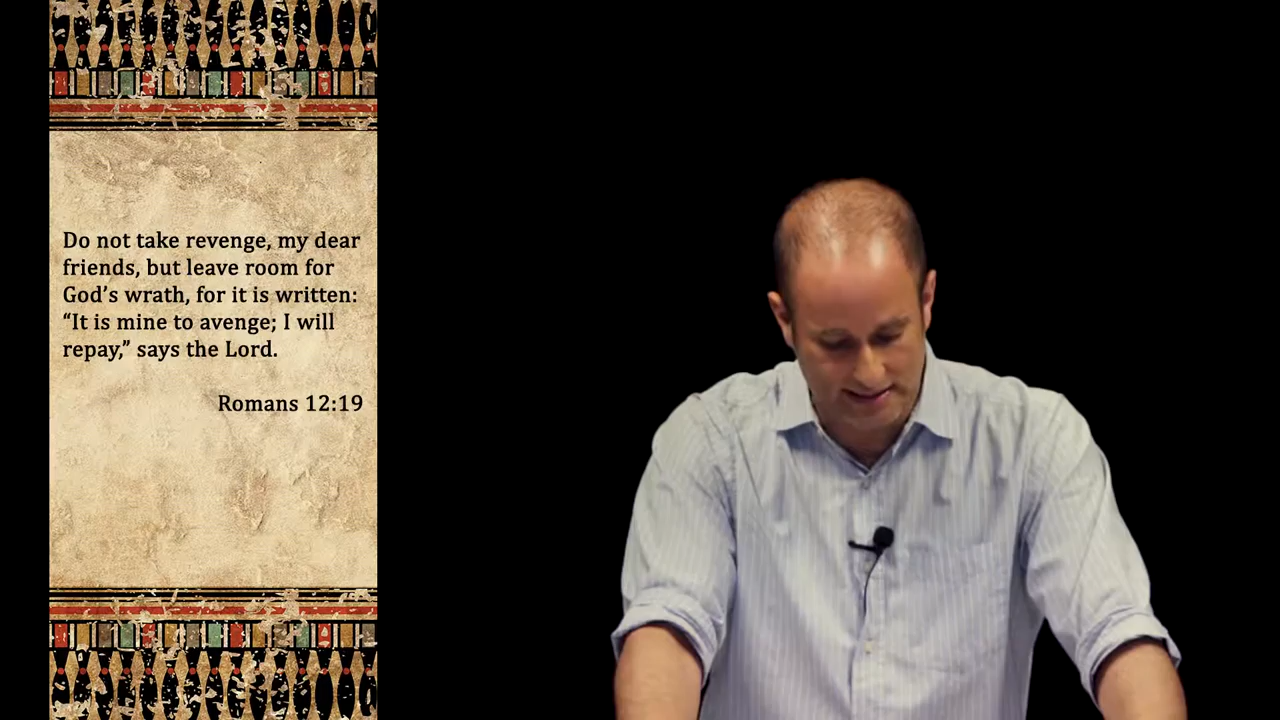 Do not take revenge, my dear
friends, but leave room for
God’s wrath, for it is written:
“It is mine to avenge; I will
repay,” says the Lord.
Romans 12:19